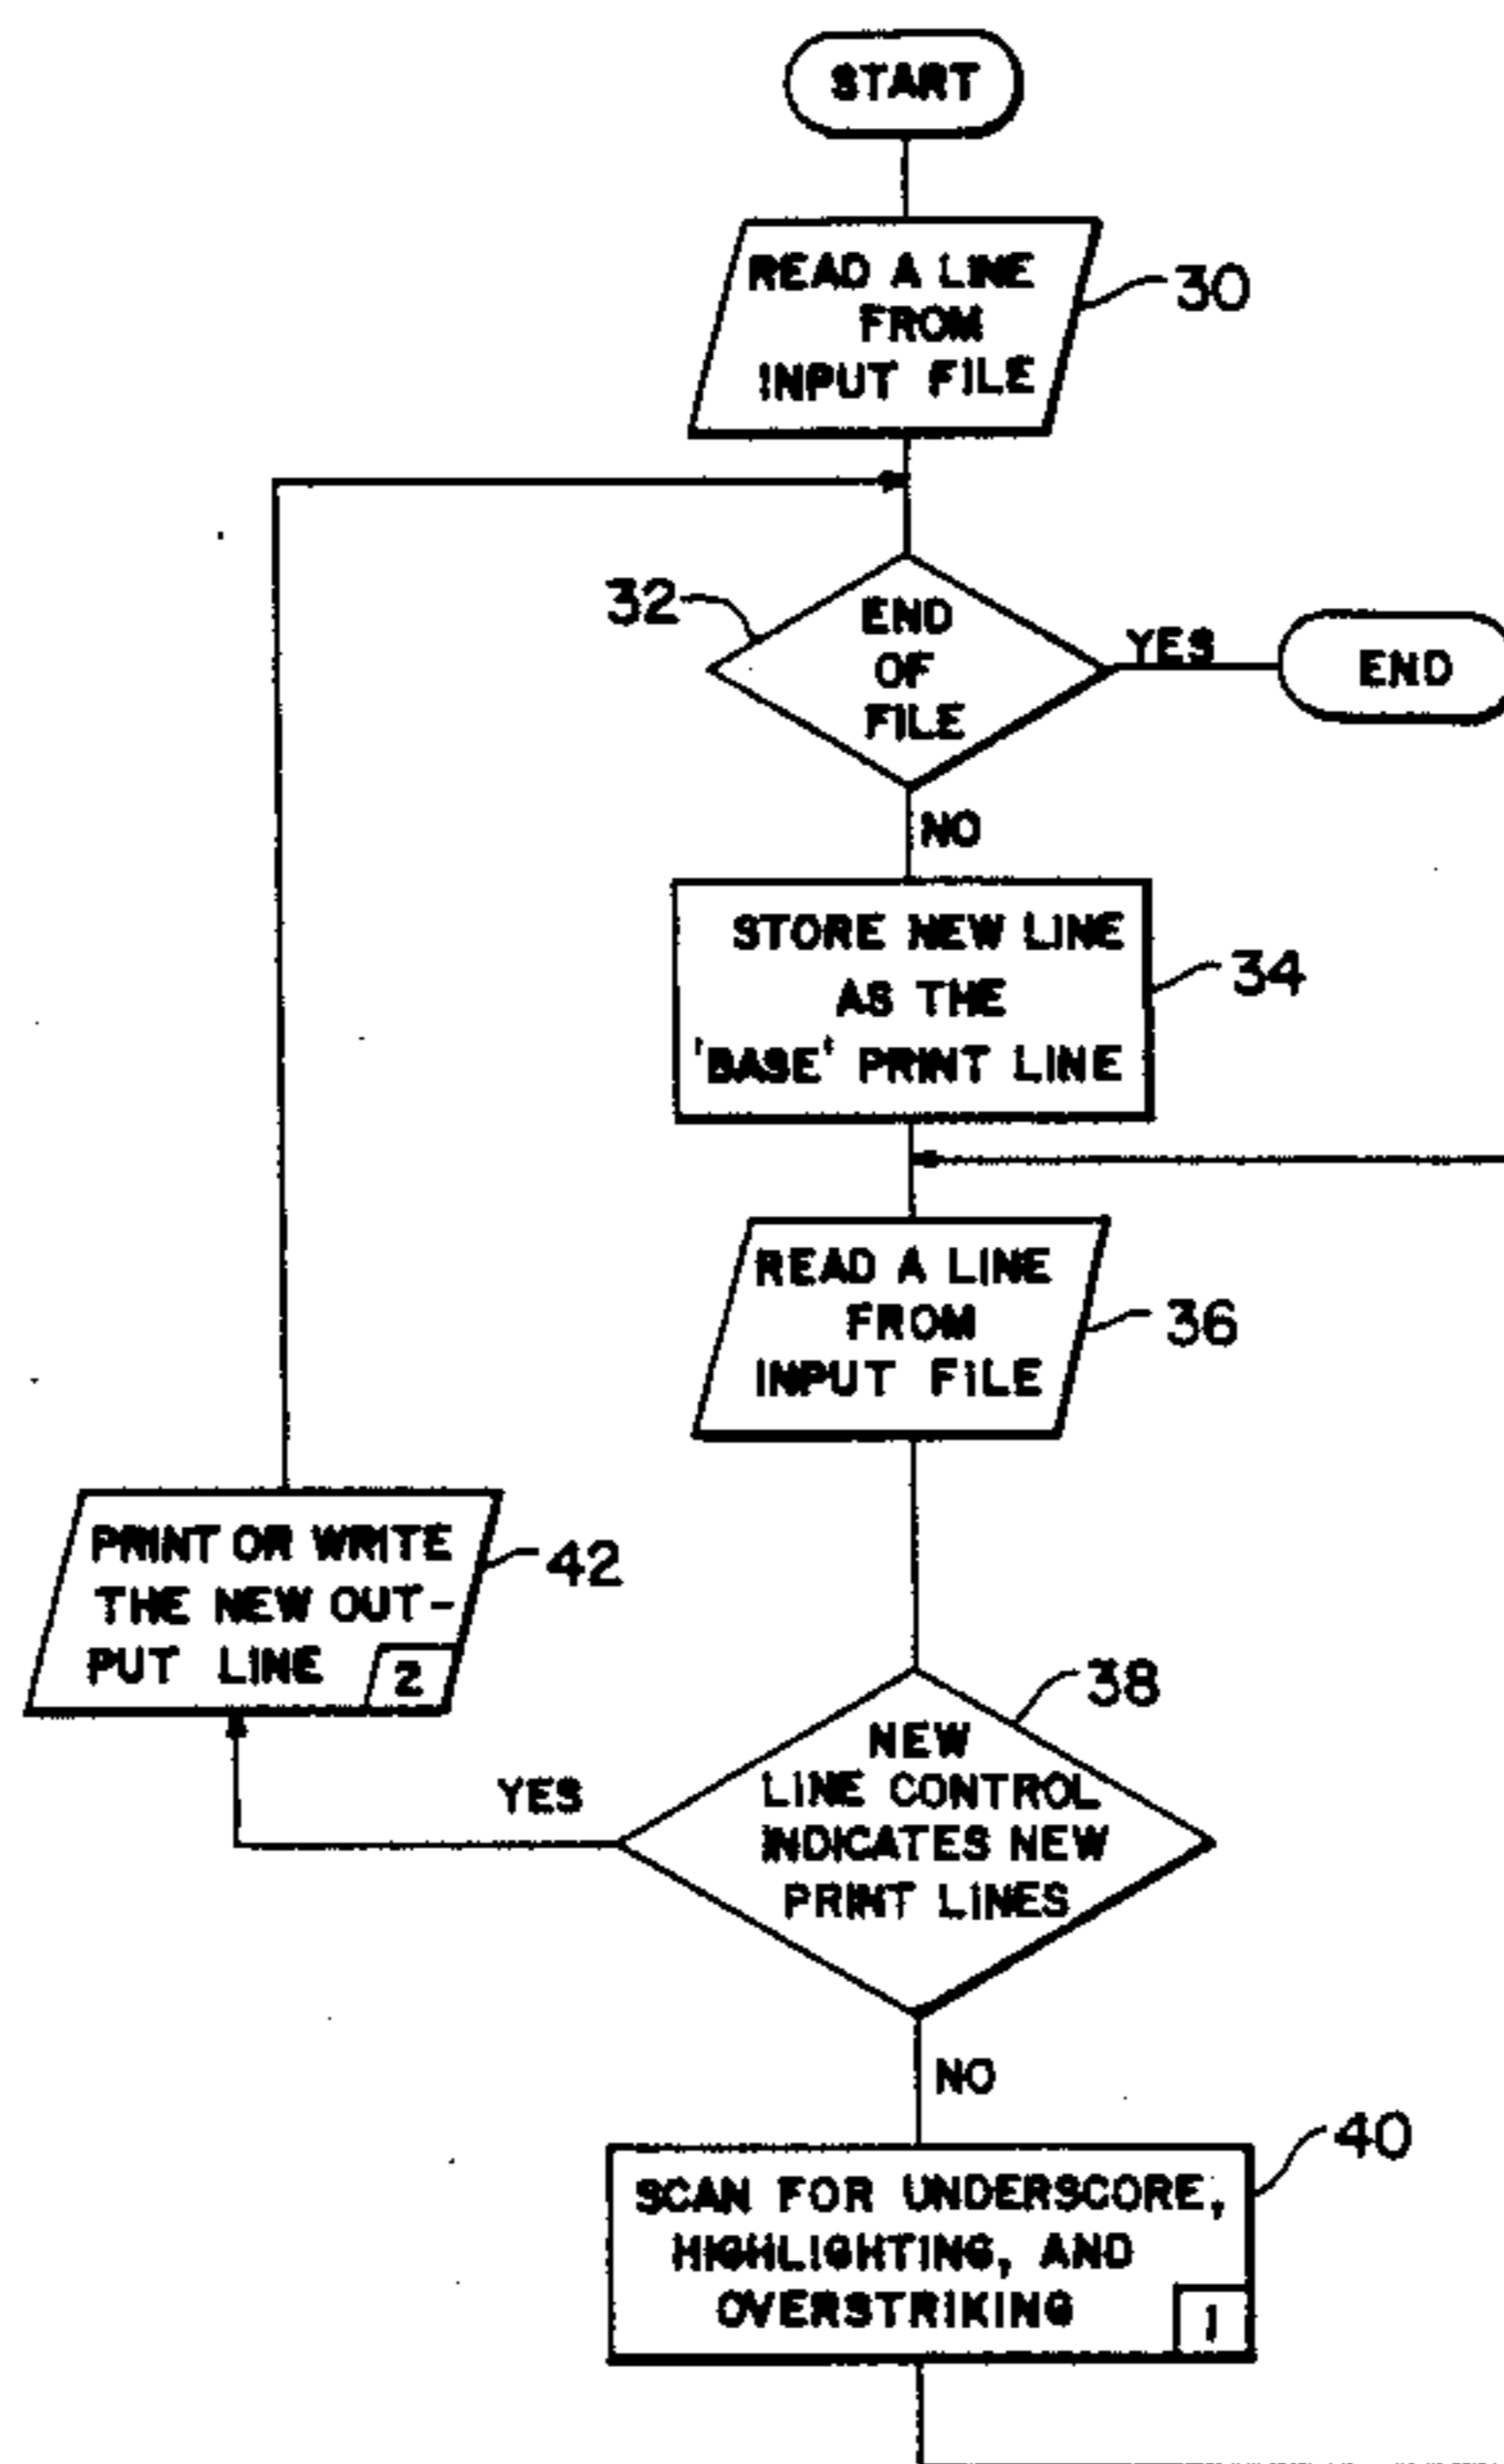 START
READ A LINE
FROM
INPUT FILE
30
32
END
OF
FILE
YES
END
NO
STORE NEW LINE
AS THE
'BASE' PRINT LINE
34
READ A LINE
FROM
INPUT FILE
36
PRINT OR WRITE
THE NEW OUT-
PUT LINE
2
42
38
NEW
LINE CONTROL
INDICATES NEW
PRINT LINES
YES
NO
40
SCAN FOR UNDERSCORE,
HIGHLIGHTING, AND
OVERSTRIKING
1